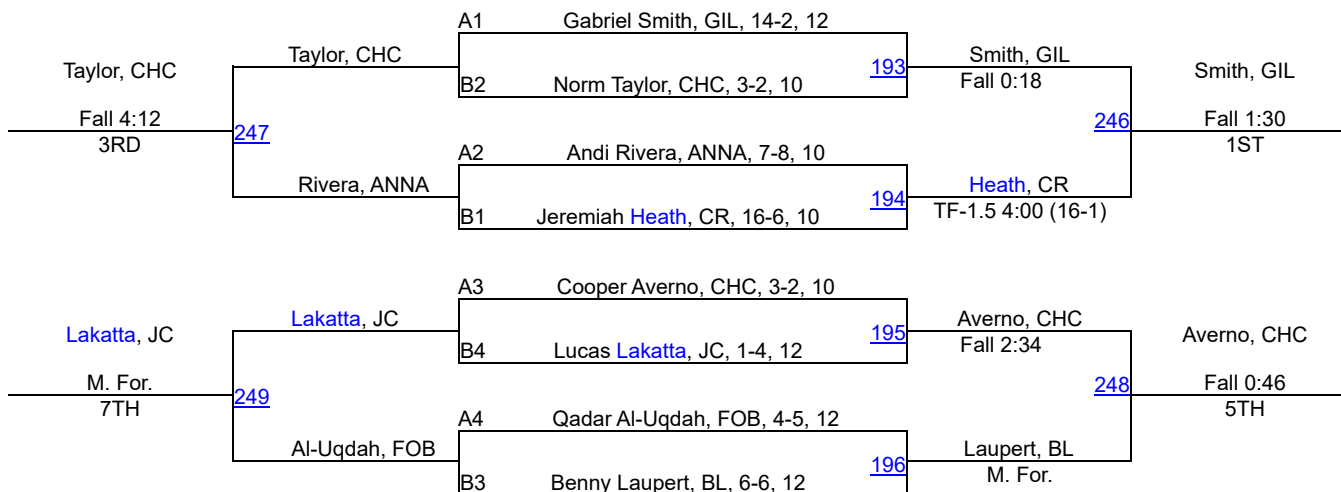 A1 Gabriel Smith, GIL, 14-2, 12
Taylor, CHC
Smith, GIL
Taylor, CHC
193
Smith, GIL
B2 Norm Taylor, CHC, 3-2, 10
Fall 0:18
Fall 4:12
247
246
Fall 1:30
3RD
1ST
A2 Andi Rivera, ANNA, 7-8, 10
Rivera, ANNA
194
Heath, CR
B1 Jeremiah Heath, CR, 16-6, 10
TF-1.5 4:00 (16-1)
A3 Cooper Averno, CHC, 3-2, 10
Lakatta, JC
Averno, CHC
Lakatta, JC
195
Averno, CHC
B4 Lucas Lakatta, JC, 1-4, 12
Fall 2:34
M. For.
249
248
Fall 0:46
7TH
5TH
A4 Qadar Al-Uqdah, FOB, 4-5, 12
Al-Uqdah, FOB
196
Laupert, BL
B3 Benny Laupert, BL, 6-6, 12
M. For.